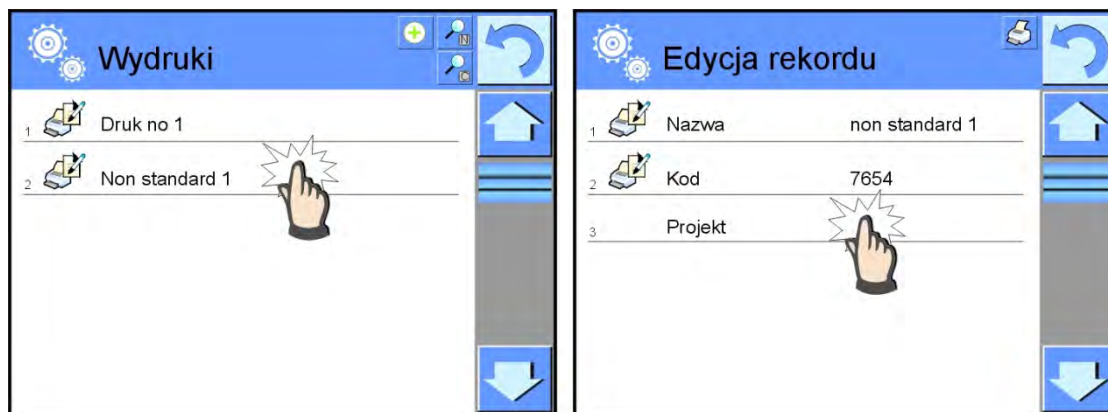 Wydruki
N
C
1 Druk no 1
2 Non standard 1
Edycja rekordu
1 Nazwa non standard 1
2 Kod 7654
3 Projekt